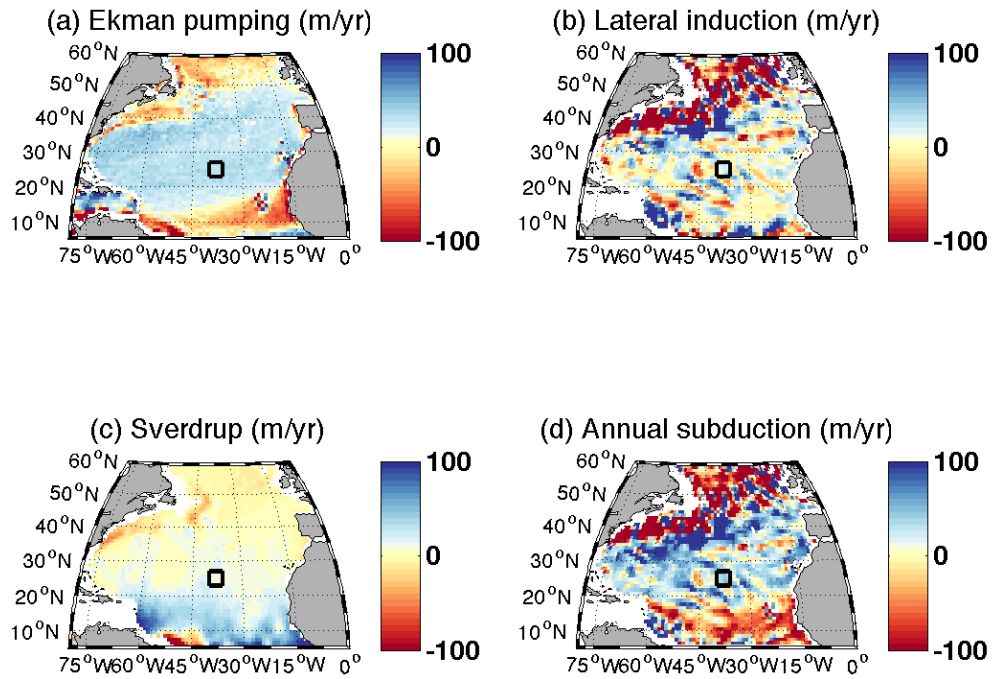 (a) Ekman pumping (m/yr)
60°N
50°N
40°N
30°N
20°N
10°N
75°W60°W45°W30°W15°W 0°
100
0
-100
(b) Lateral induction (m/yr)
60°N
50°N
40°N
30°N
20°N
10°N
75°W60°W45°W30°W15°W 0°
100
0
-100
(c) Sverdrup (m/yr)
60°N
50°N
40°N
30°N
20°N
10°N
75°W60°W45°W30°W15°W 0°
100
0
-100
(d) Annual subduction (m/yr)
60°N
50°N
40°N
30°N
20°N
10°N
75°W60°W45°W30°W15°W 0°
100
0
-100